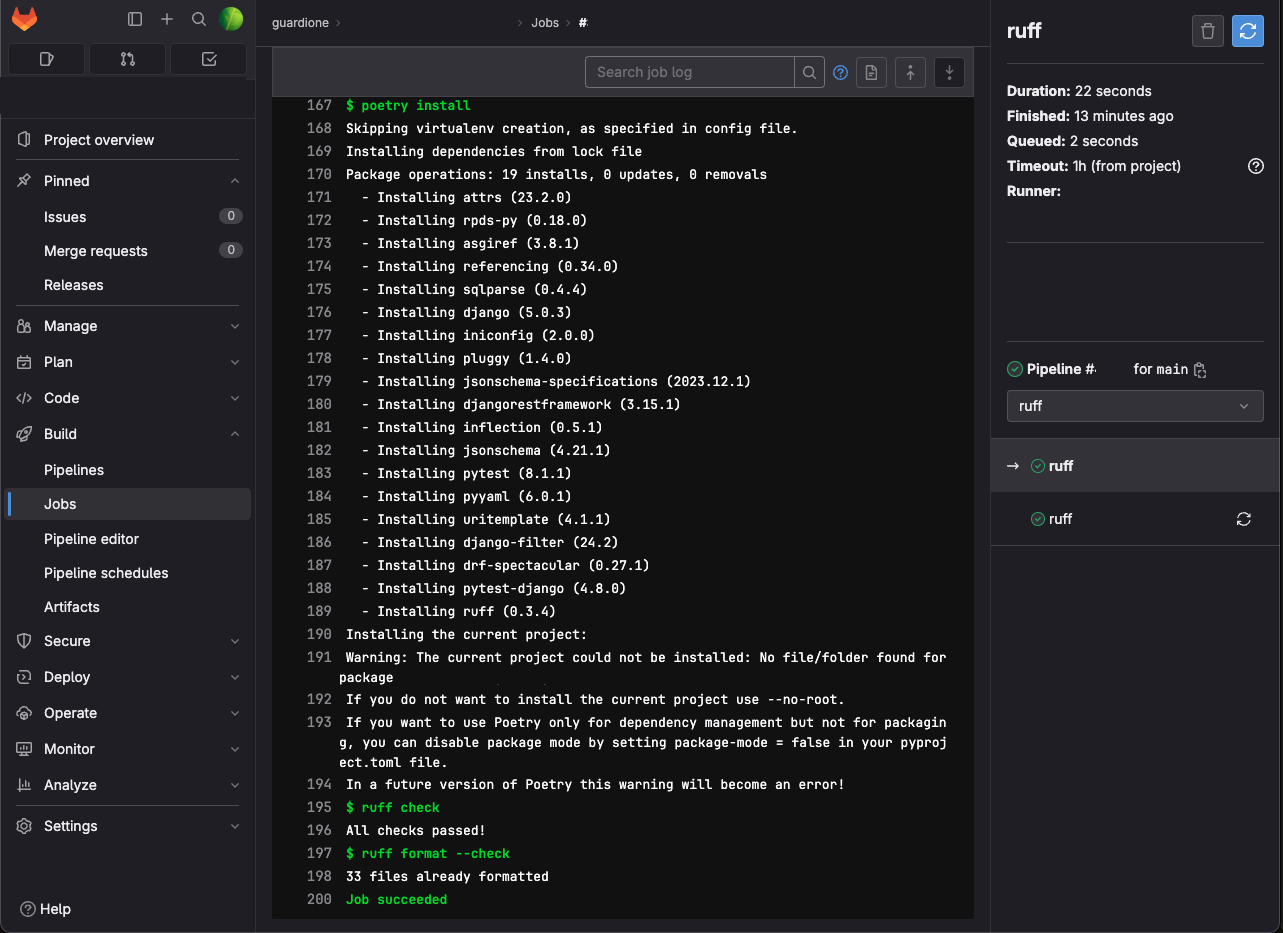 guardione
Jobs
#
Search job log
Project overview
Pinned
Issues 0
Merge requests 0
Releases
Manage
Plan
Code
Build
Pipelines
Jobs
Pipeline editor
Pipeline schedules
Artifacts
Secure
Deploy
Operate
Monitor
Analyze
Settings
Help
167 $ poetry install
168 Skipping virtualenv creation, as specified in config file.
169 Installing dependencies from lock file
170 Package operations: 19 installs, 0 updates, 0 removals
171 - Installing attrs (23.2.0)
172 - Installing rpds-py (0.18.0)
173 - Installing asgiref (3.8.1)
174 - Installing referencing (0.34.0)
175 - Installing sqlparse (0.4.4)
176 - Installing django (5.0.3)
177 - Installing iniconfig (2.0.0)
178 - Installing pluggy (1.4.0)
179 - Installing jsonschema-specifications (2023.12.1)
180 - Installing djangorestframework (3.15.1)
181 - Installing inflection (0.5.1)
182 - Installing jsonschema (4.21.1)
183 - Installing pytest (8.1.1)
184 - Installing pyyaml (6.0.1)
185 - Installing uritemplate (4.1.1)
186 - Installing django-filter (24.2)
187 - Installing drf-spectacular (0.27.1)
188 - Installing pytest-django (4.8.0)
189 - Installing ruff (0.3.4)
190 Installing the current project:
191 Warning: The current project could not be installed: No file/folder found for
package
192 If you do not want to install the current project use --no-root.
193 If you want to use Poetry only for dependency management but not for packagin
g, you can disable package mode by setting package-mode = false in your pyproj
ect.toml file.
194 In a future version of Poetry this warning will become an error!
195 $ ruff check
196 All checks passed!
197 $ ruff format --check
198 33 files already formatted
199
200 Job succeeded
ruff
Duration: 22 seconds
Finished: 13 minutes ago
Queued: 2 seconds
Timeout: 1h (from project)
Runner:
Pipeline # for main
ruff
→ ruff
ruff